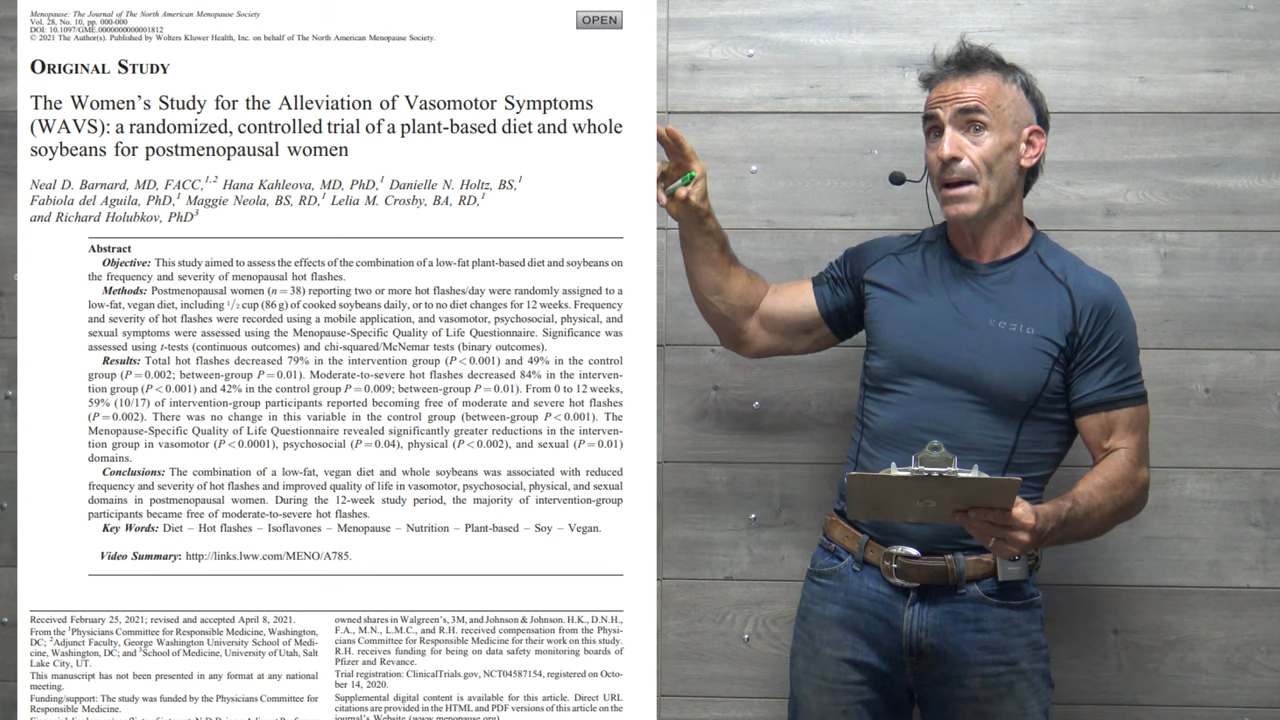 Menopause: The Journal of The North American Menopause Society
Vol. 28, No. 10, pp. 000-000
DOI: 10.1097/GME.0000000000001812
© 2021 The Author(s). Published by Wolters Kluwer Health, Inc. on behalf of The North American Menopause Society.
OPEN
ORIGINAL STUDY
The Women's Study for the Alleviation of Vasomotor Symptoms
(WAVS): a randomized, controlled trial of a plant-based diet and whole
soybeans for postmenopausal women
Neal D. Barnard, MD, FACC,1,2 Hana Kahleova, MD, PhD,1 Danielle N. Holtz, BS,1
Fabiola del Aguila, PhD,1 Maggie Neola, BS, RD,1 Lelia M. Crosby, BA, RD,1
and Richard Holubkov, PhD3
Abstract
Objective: This study aimed to assess the effects of the combination of a low-fat plant-based diet and soybeans on
the frequency and severity of menopausal hot flashes.
Methods: Postmenopausal women (n = 38) reporting two or more hot flashes/day were randomly assigned to a
low-fat, vegan diet, including 1/2 cup (86 g) of cooked soybeans daily, or to no diet changes for 12 weeks. Frequency
and severity of hot flashes were recorded using a mobile application, and vasomotor, psychosocial, physical, and
sexual symptoms were assessed using the Menopause-Specific Quality of Life Questionnaire. Significance was
assessed using t-tests (continuous outcomes) and chi-squared/McNemar tests (binary outcomes).
Results: Total hot flashes decreased 79% in the intervention group (P < 0.001) and 49% in the control
group (P = 0.002; between-group P = 0.01). Moderate-to-severe hot flashes decreased 84% in the interven-
tion group (P < 0.001) and 42% in the control group P = 0.009; between-group P = 0.01). From 0 to 12 weeks,
59% (10/17) of intervention-group participants reported becoming free of moderate and severe hot flashes
(P = 0.002). There was no change in this variable in the control group (between-group P < 0.001). The
Menopause-Specific Quality of Life Questionnaire revealed significantly greater reductions in the interven-
tion group in vasomotor (P < 0.0001), psychosocial (P = 0.04), physical (P < 0.002), and sexual (P = 0.01)
domains.
Conclusions: The combination of a low-fat, vegan diet and whole soybeans was associated with reduced
frequency and severity of hot flashes and improved quality of life in vasomotor, psychosocial, physical, and sexual
domains in postmenopausal women. During the 12-week study period, the majority of intervention-group
participants became free of moderate-to-severe hot flashes.
Key Words: Diet – Hot flashes – Isoflavones – Menopause – Nutrition – Plant-based – Soy – Vegan.
Video Summary: http://links.lww.com/MENO/A785.
Received February 25, 2021; revised and accepted April 8, 2021.
From the 1Physicians Committee for Responsible Medicine, Washington,
DC; 2Adjunct Faculty, George Washington University School of Medi-
cine, Washington, DC; and 3School of Medicine, University of Utah, Salt
Lake City, UT.
This manuscript has not been presented in any format at any national
meeting.
Funding/support: The study was funded by the Physicians Committee for
Responsible Medicine.
owned shares in Walgreen's, 3M, and Johnson & Johnson. H.K., D.N.H.,
F.A., M.N., L.M.C., and R.H. received compensation from the Physi-
cians Committee for Responsible Medicine for their work on this study.
R.H. receives funding for being on data safety monitoring boards of
Pfizer and Revance.
Trial registration: ClinicalTrials.gov, NCT04587154, registered on Octo-
ber 14, 2020.
Supplemental digital content is available for this article. Direct URL
citations are provided in the HTML and PDF versions of this article on the
journal's Website (www.menopause.org).